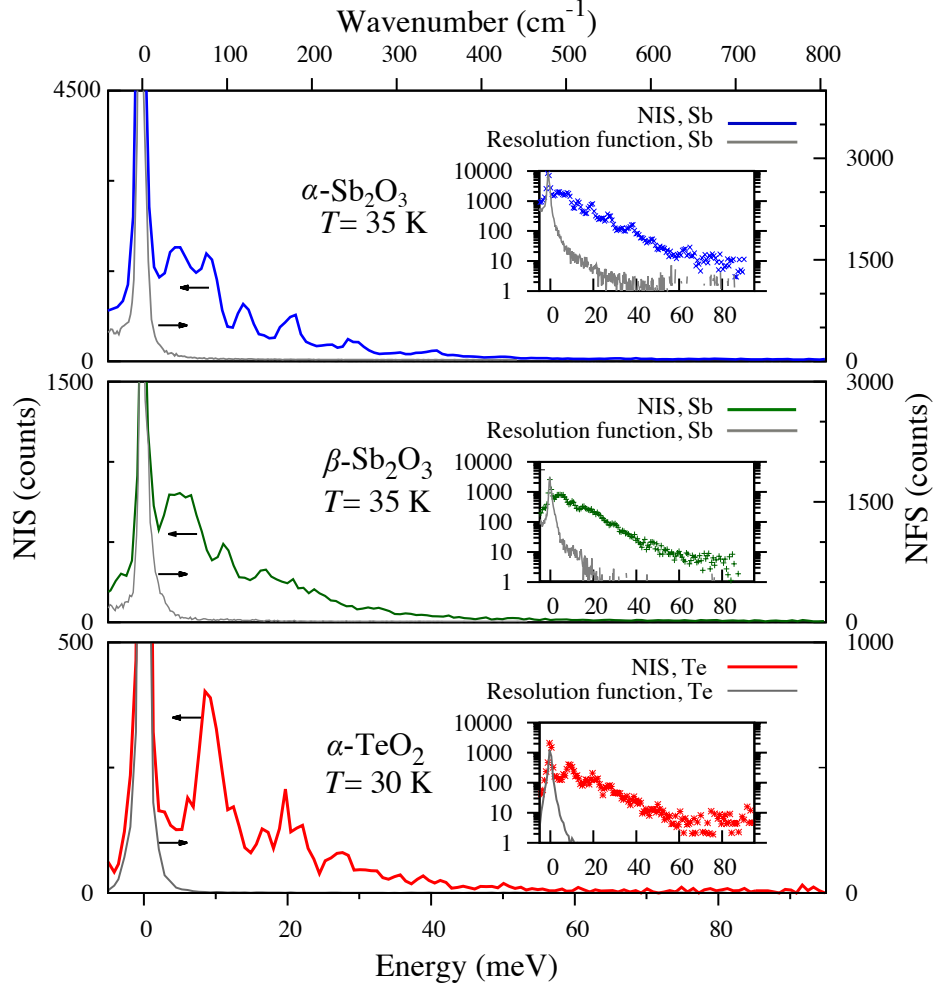 Wavenumber (cm⁻¹)
0 100 200 300 400 500 600 700 800
4500
0
3000
1500
0
NIS, Sb
Resolution function, Sb
α-Sb₂O₃
T= 35 K
10000
1000
100
10
1
0 20 40 60 80
1500
0
3000
1500
0
NIS, Sb
Resolution function, Sb
β-Sb₂O₃
T= 35 K
10000
1000
100
10
1
0 20 40 60 80
NIS (counts)
NFS (counts)
500
0
1000
0
NIS, Te
Resolution function, Te
α-TeO₂
T= 30 K
10000
1000
100
10
1
0 20 40 60 80
0 20 40 60 80
Energy (meV)